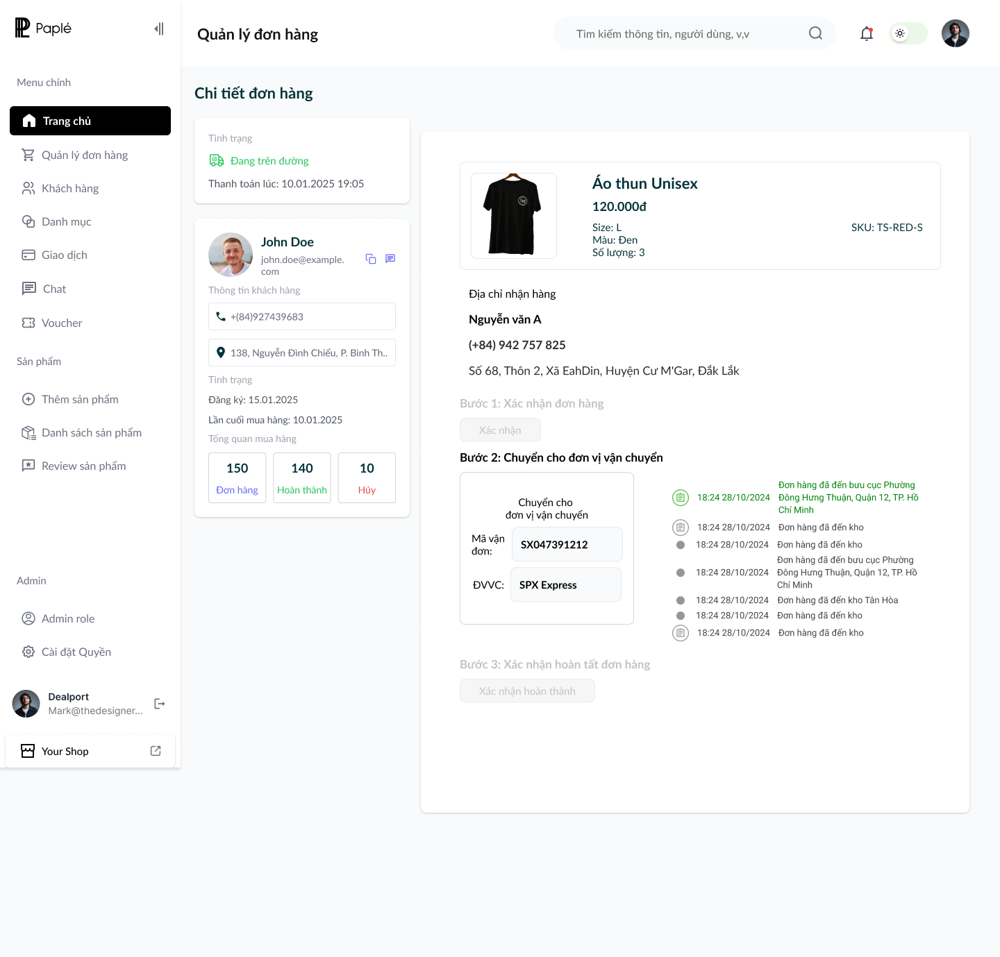 Paplé
Menu chính
Trang chủ
Quản lý đơn hàng
Khách hàng
Danh mục
Giao dịch
Chat
Voucher
Sản phẩm
Thêm sản phẩm
Danh sách sản phẩm
Review sản phẩm
Admin
Admin role
Cài đặt Quyền
Dealport
Mark@thedesigner...
Your Shop
Quản lý đơn hàng
Tìm kiếm thông tin, người dùng, v,v
Chi tiết đơn hàng
Tình trạng
Đang trên đường
Thanh toán lúc: 10.01.2025 19:05
John Doe
john.doe@example.
com
Thông tin khách hàng
+(84)927439683
138, Nguyễn Đình Chiểu, P. Bình Th..
Tình trạng
Đăng ký: 15.01.2025
Lần cuối mua hàng: 10.01.2025
Tổng quan mua hàng
150
Đơn hàng
140
Hoàn thành
10
Hủy
Áo thun Unisex
120.000đ
Size: L
Màu: Đen
Số lượng: 3
SKU: TS-RED-S
Địa chỉ nhận hàng
Nguyễn văn A
(+84) 942 757 825
Số 68, Thôn 2, Xã EahDin, Huyện Cư M'Gar, Đắk Lắk
Bước 1: Xác nhận đơn hàng
Xác nhận
Bước 2: Chuyển cho đơn vị vận chuyển
Chuyển cho
đơn vị vận chuyển
Mã vận
đơn:
SX047391212
ĐVVC:
SPX Express
18:24 28/10/2024
Đơn hàng đã đến bưu cục Phường
Đông Hưng Thuận, Quận 12, TP. Hồ
Chí Minh
18:24 28/10/2024 Đơn hàng đã đến kho
18:24 28/10/2024 Đơn hàng đã đến kho
18:24 28/10/2024
Đơn hàng đã đến bưu cục Phường
Đông Hưng Thuận, Quận 12, TP. Hồ
Chí Minh
18:24 28/10/2024 Đơn hàng đã đến kho Tân Hòa
18:24 28/10/2024 Đơn hàng đã đến kho
18:24 28/10/2024 Đơn hàng đã đến kho
Bước 3: Xác nhận hoàn tất đơn hàng
Xác nhận hoàn thành